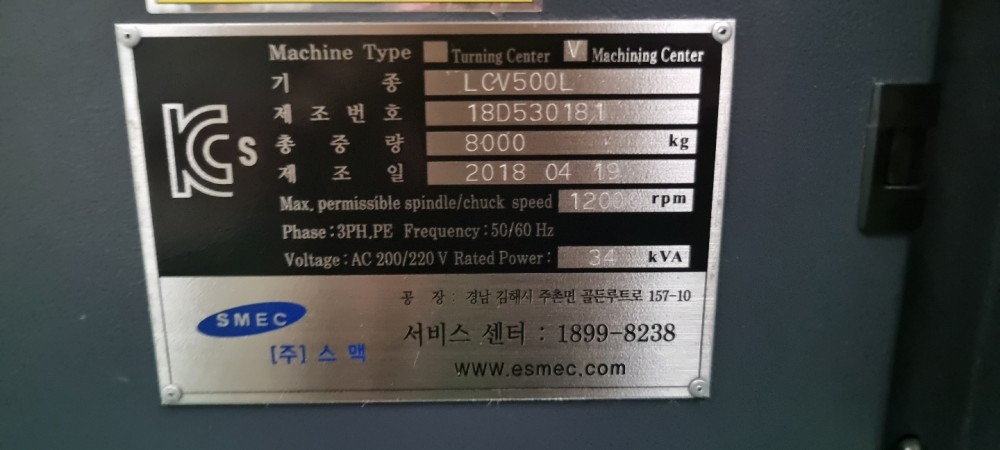 Machine Type Turning Center V Machining Center
기 종 LCV500L
제 조 번 호 18D530181
총 중 량 8000 kg
제 조 일 2018 04 19
Max. permissible spindle/chuck speed 12000 rpm
Phase : 3PH.PE Frequency : 50/60 Hz
Voltage : AC 200/220 V Rated Power : 34 kVA
KCs
공 장 : 경남 김해시 주촌면 골든루트로 157-10
SMEC
서비스 센터 : 1899-8238
[주] 스 맥
www.esmec.com